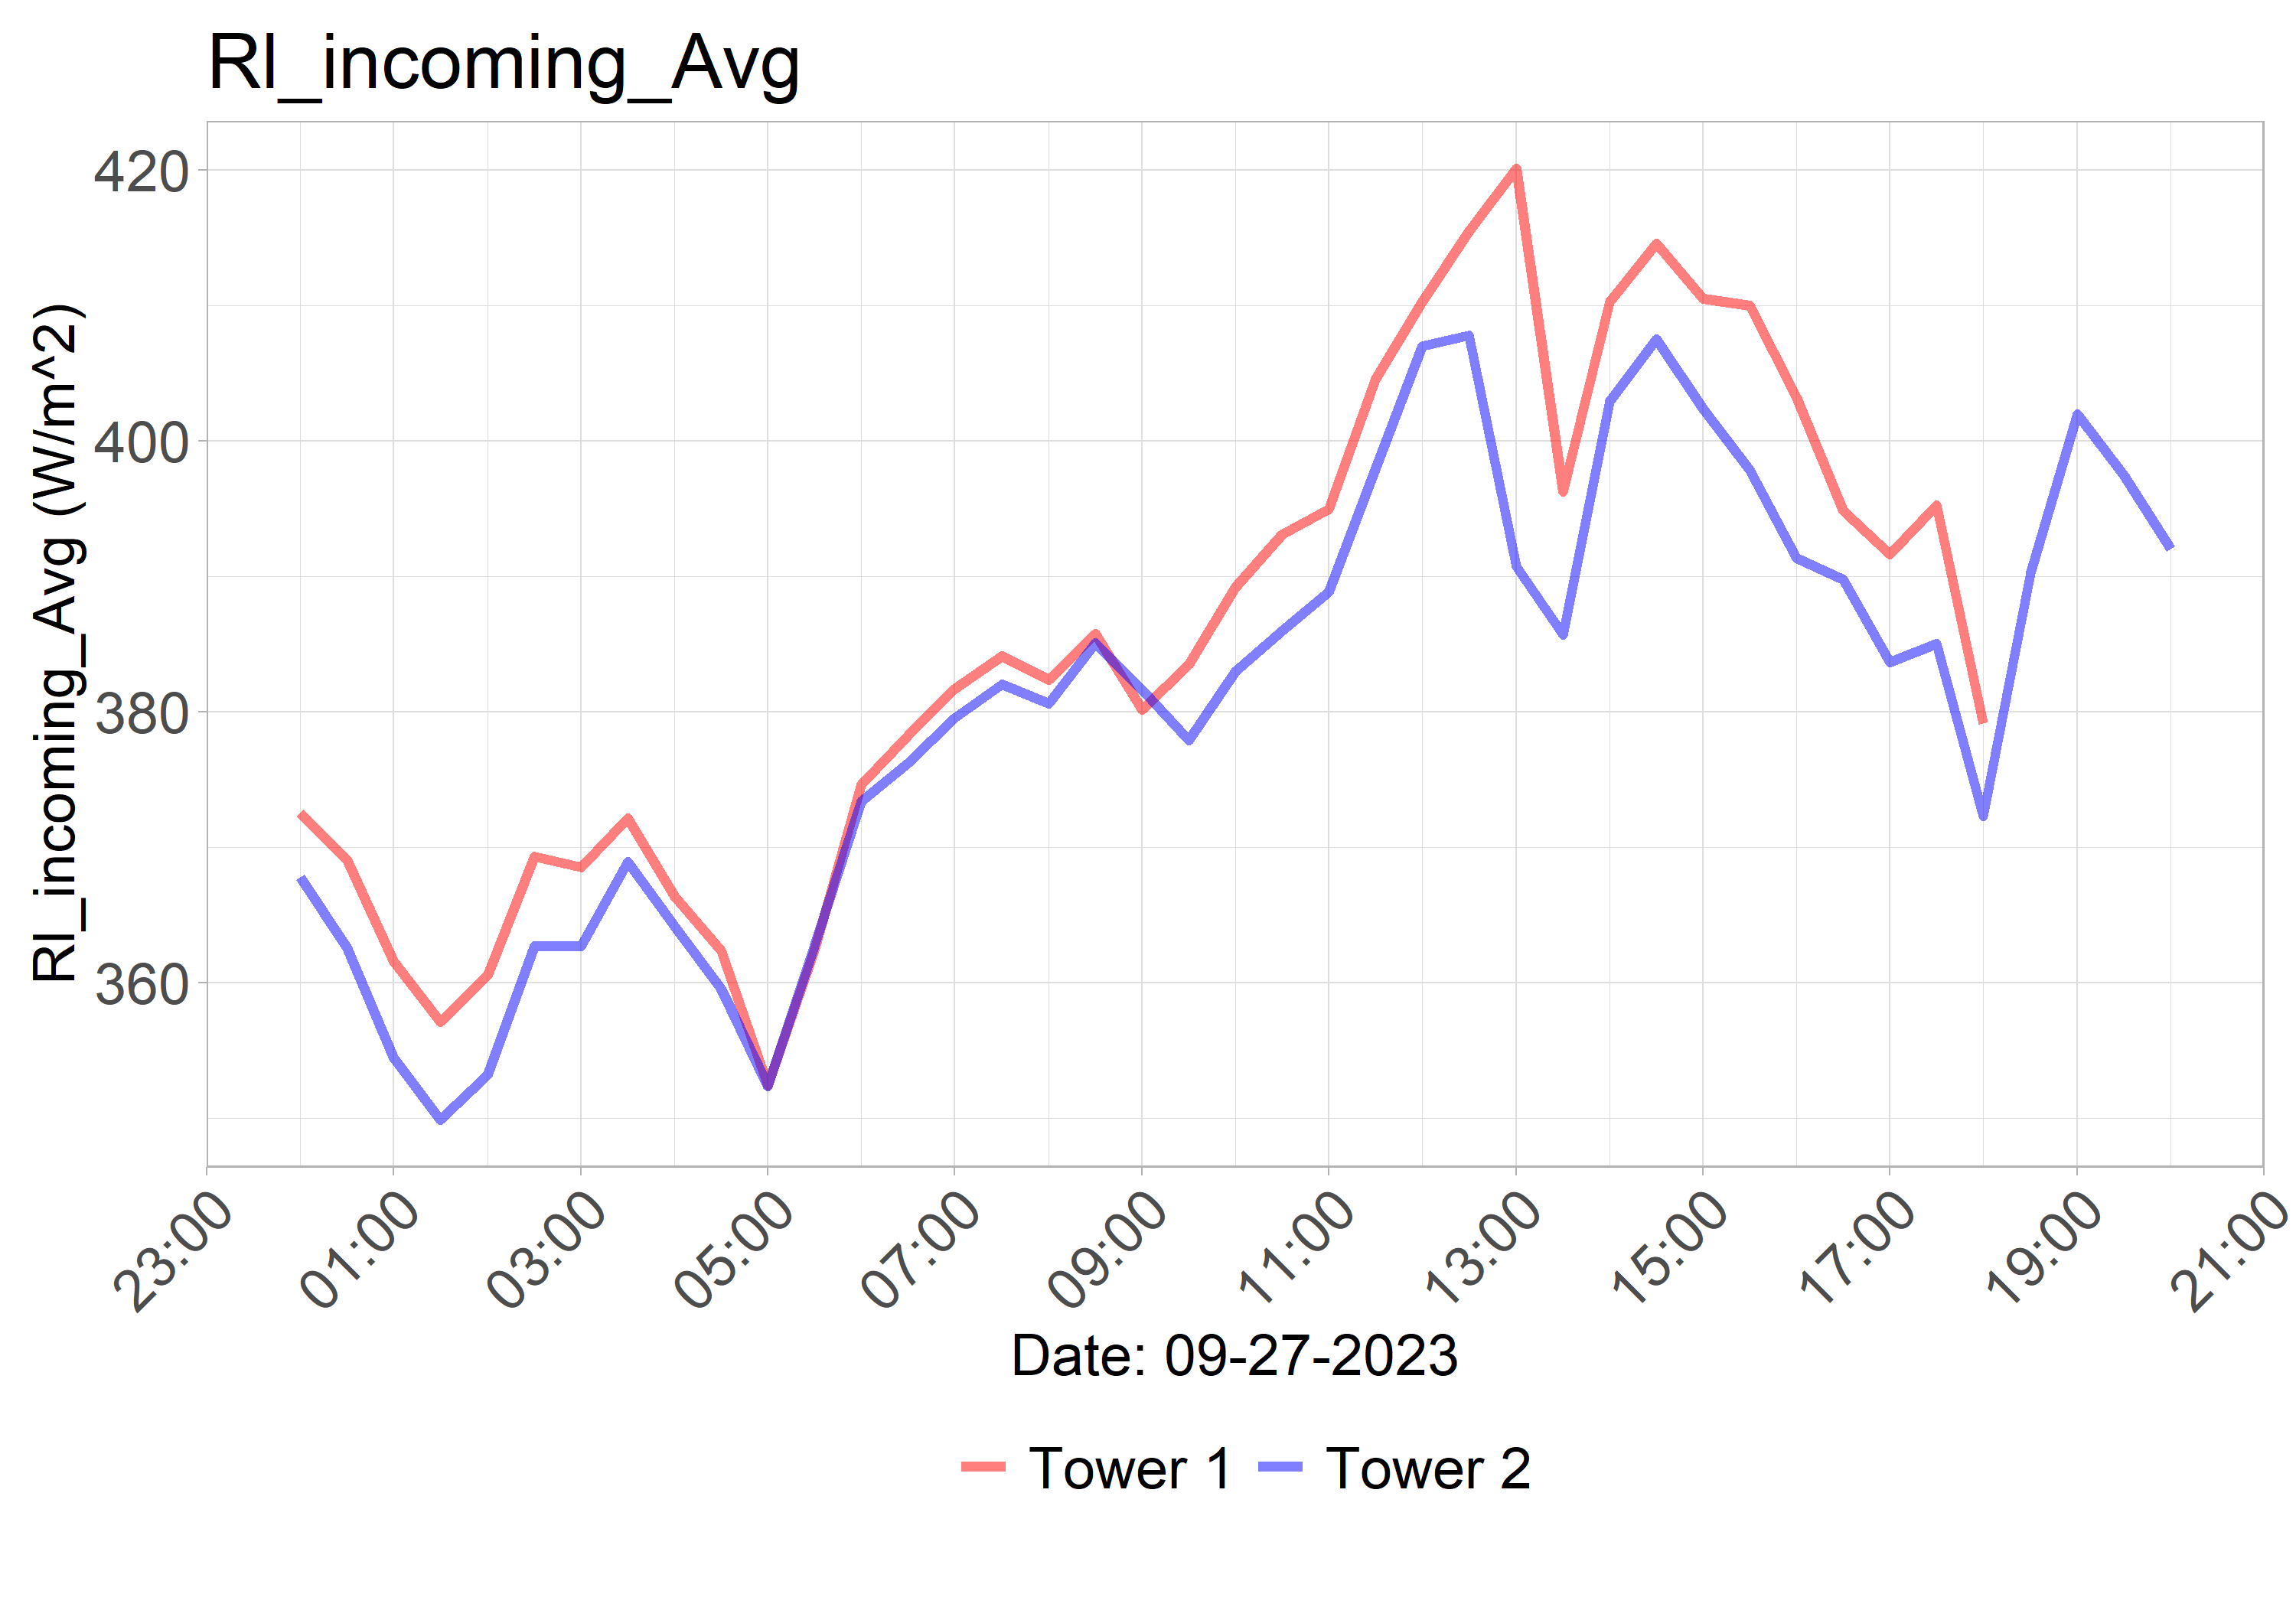 Rl_incoming_Avg
Rl_incoming_Avg (W/m^2)
420
400
380
360
23:00 01:00 03:00 05:00 07:00 09:00 11:00 13:00 15:00 17:00 19:00 21:00
Date: 09-27-2023
Tower 1 Tower 2